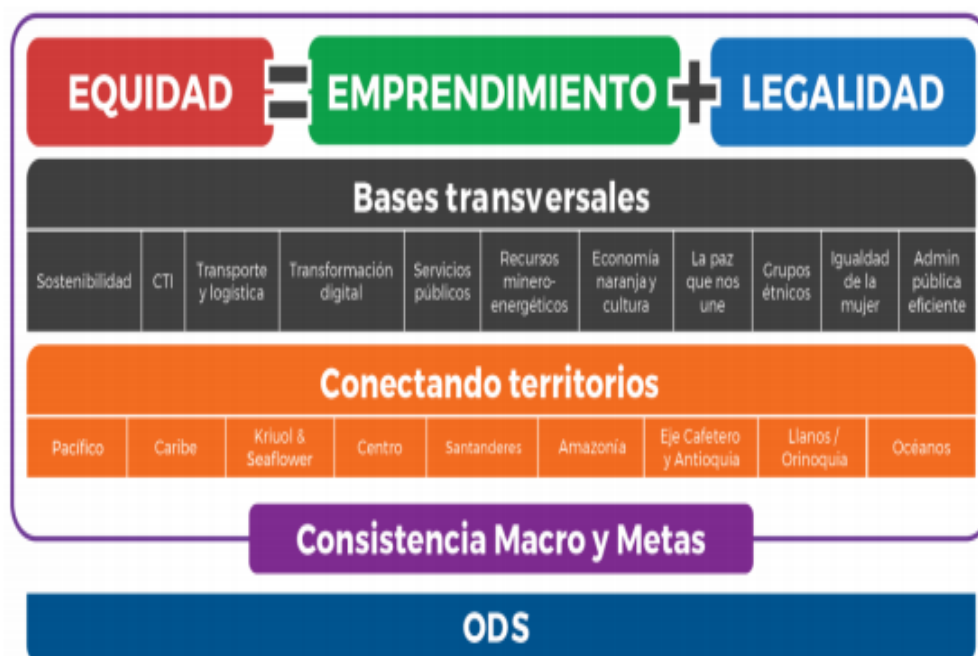 EQUIDAD = EMPRENDIMIENTO + LEGALIDAD
Bases transversales
Sostenibilidad
CTI
Transporte
y logística
Transformación
digital
Servicios
públicos
Recursos
minero-
energéticos
Economía
naranja y
cultura
La paz
que nos
une
Grupos
étnicos
Igualdad
de la
mujer
Admin
pública
eficiente
Conectando territorios
Pacífico
Caribe
Kriuol &
Seaflower
Centro
Santanderes
Amazonía
Eje Cafetero
y Antioquia
Llanos /
Orinoquia
Océanos
Consistencia Macro y Metas
ODS